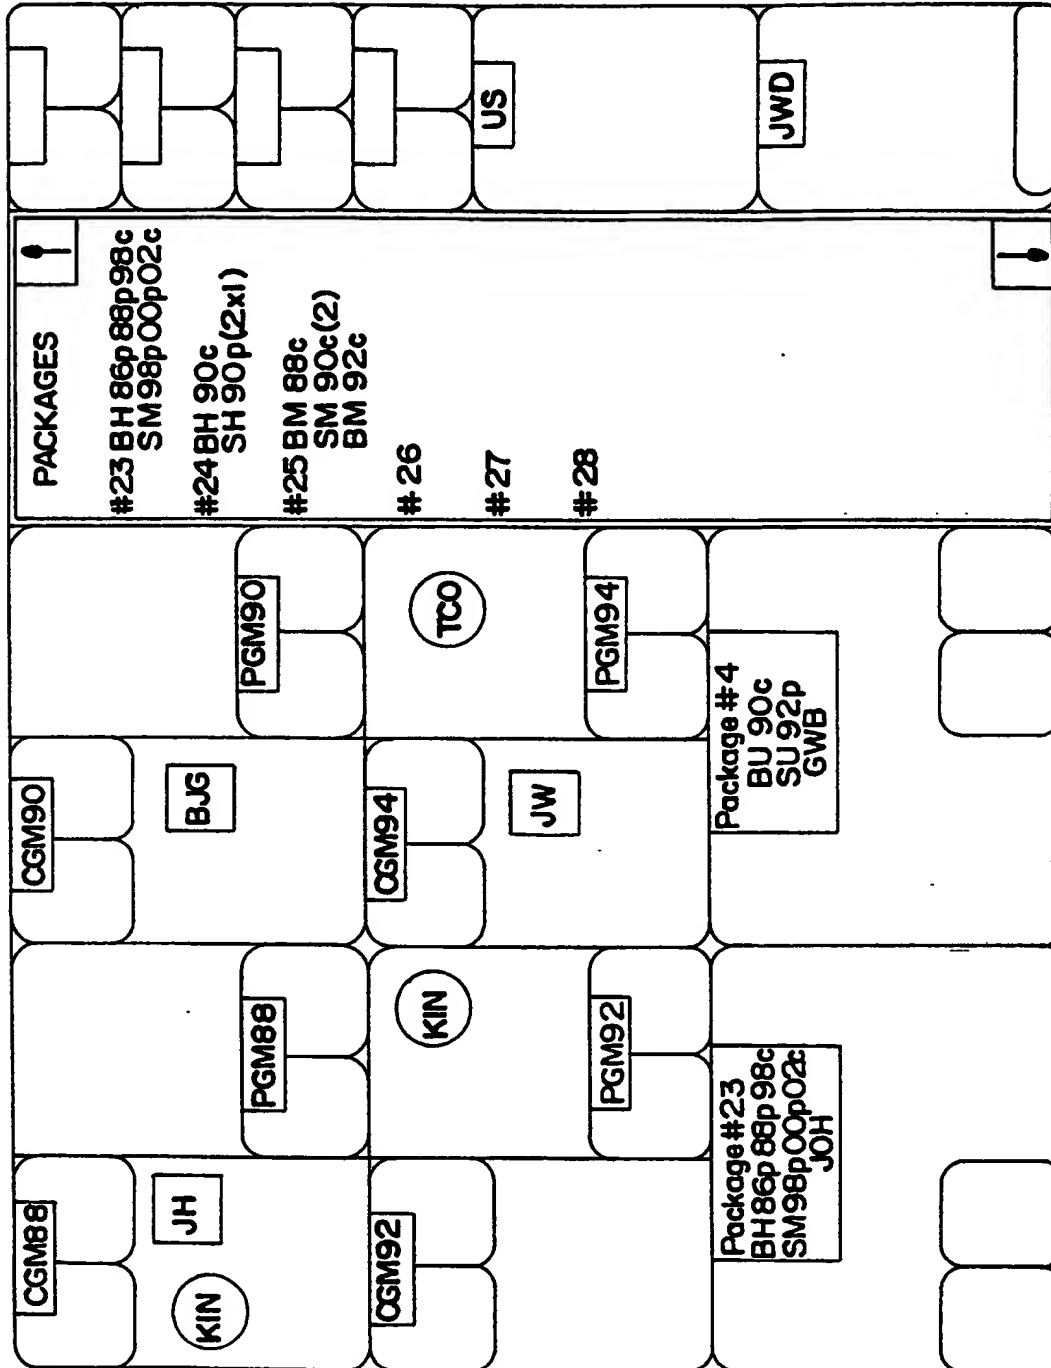 CGM88
KIN
JH
PGM88
CGM90
BJG
PGM90
CGM92
KIN
PGM92
CGM94
JW
TCO
PGM94
Package #23
BH86p 88p 98c
SM98p 00p 02c
JOH
Package #4
BU 90c
SU 92p
GWB
PACKAGES
#23 BH 86p 88p 98c
SM 98p 00p 02c
#24 BH 90c
SH 90p (2x1)
#25 BM 88c
SM 90c (2)
BM 92c
#26
#27
#28
US
JWD